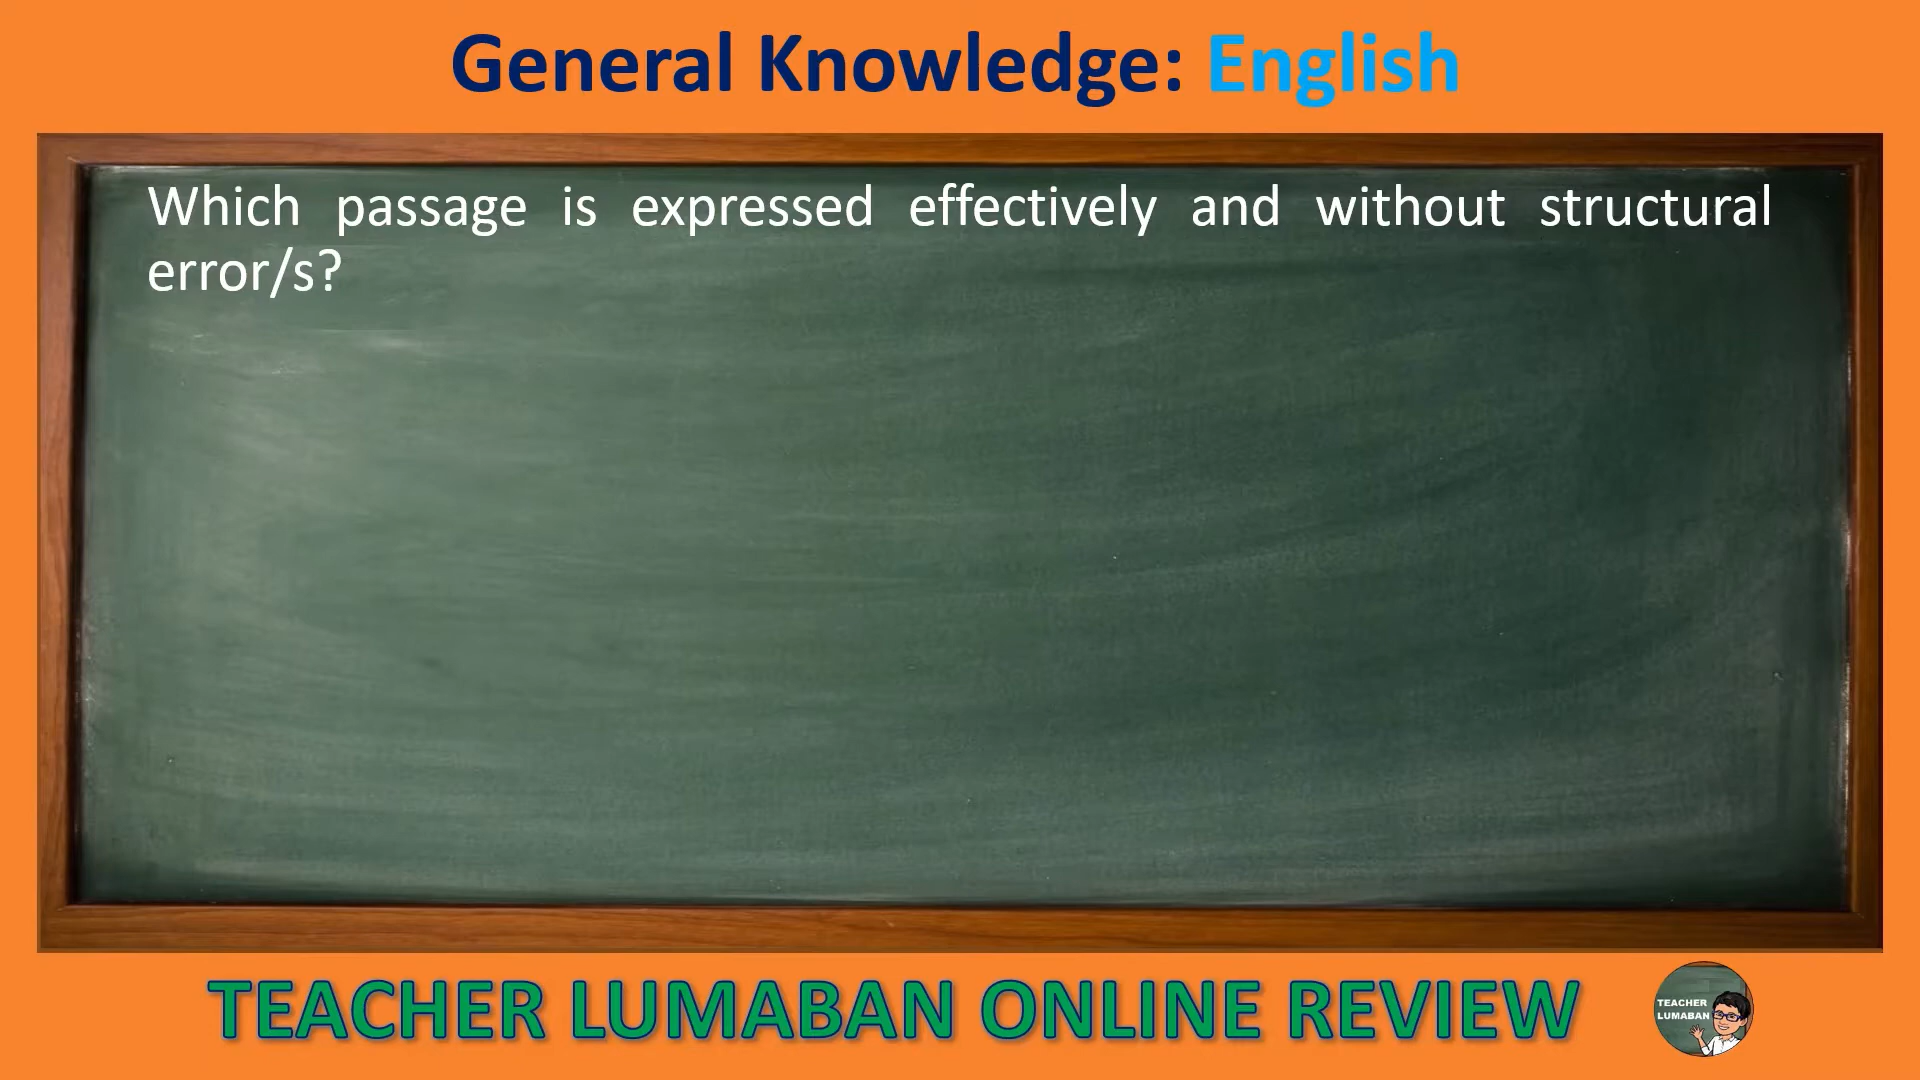 General Knowledge: English
Which passage is expressed effectively and without structural
error/s?
TEACHER LUMABAN ONLINE REVIEW
TEACHER
LUMABAN